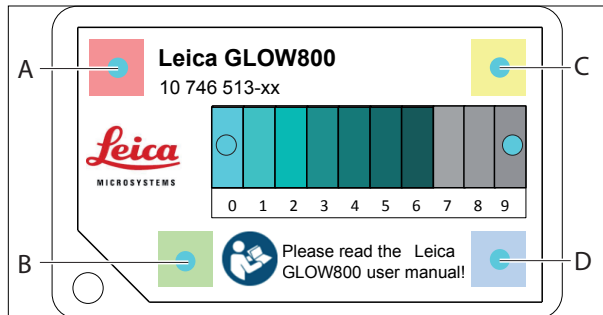 A
Leica GLOW800
C
10 746 513-xx
Leica
MICROSYSTEMS
0 1 2 3 4 5 6 7 8 9
B
Please read the Leica
GLOW800 user manual!
D